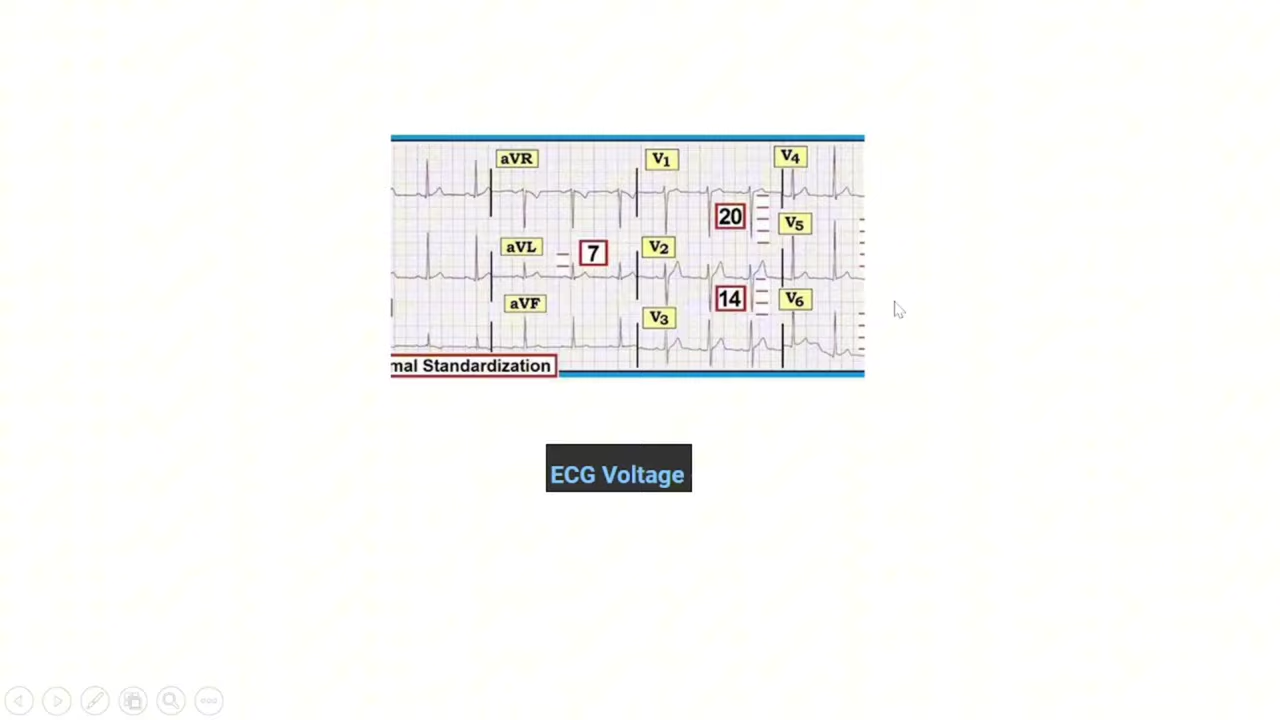 aVR
V1
V4
20
V5
aVL
7
V2
14
V6
aVF
V3
mal Standardization
ECG Voltage